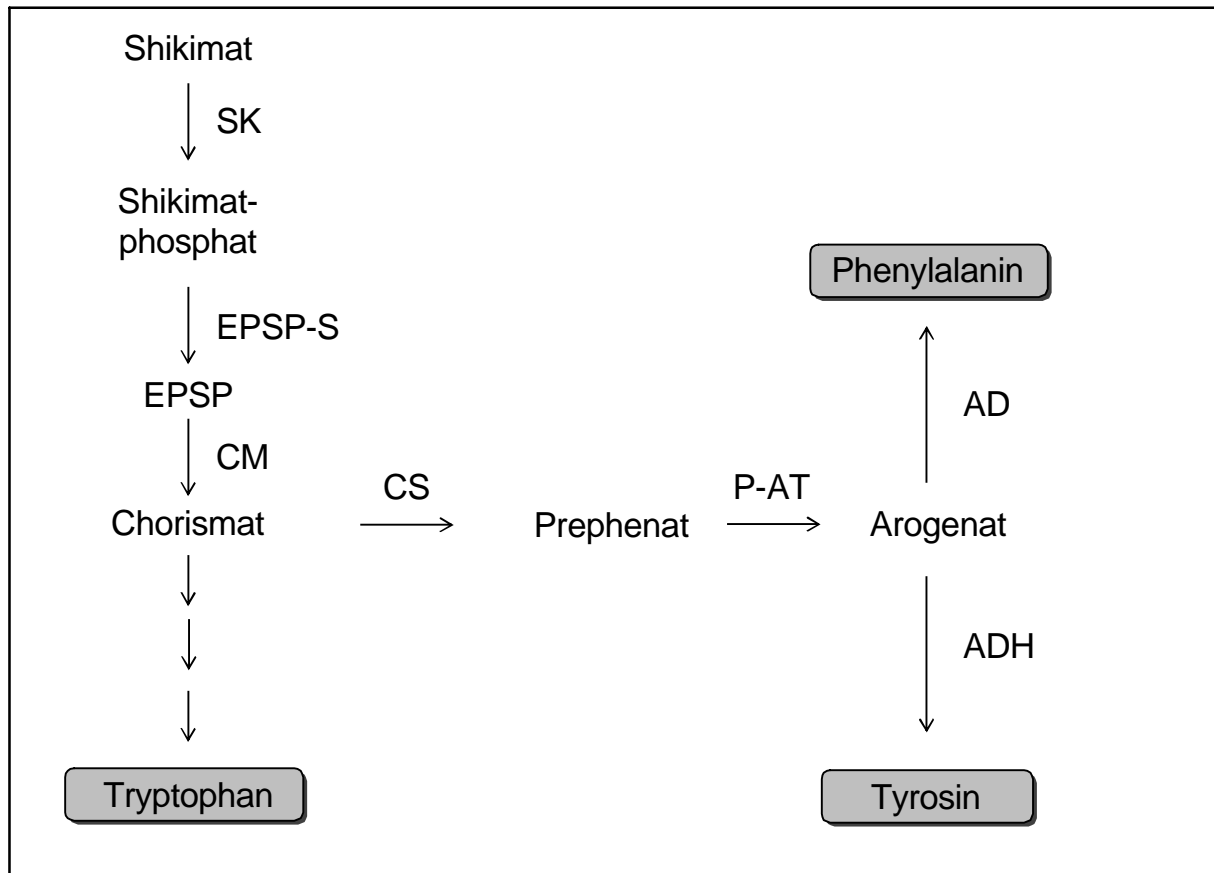 Shikimat
SK
Shikimat-
phosphat
EPSP-S
EPSP
CM
Chorismat
CS
Prephenat
P-AT
Arogenat
AD
Phenylalanin
ADH
Tyrosin
Tryptophan